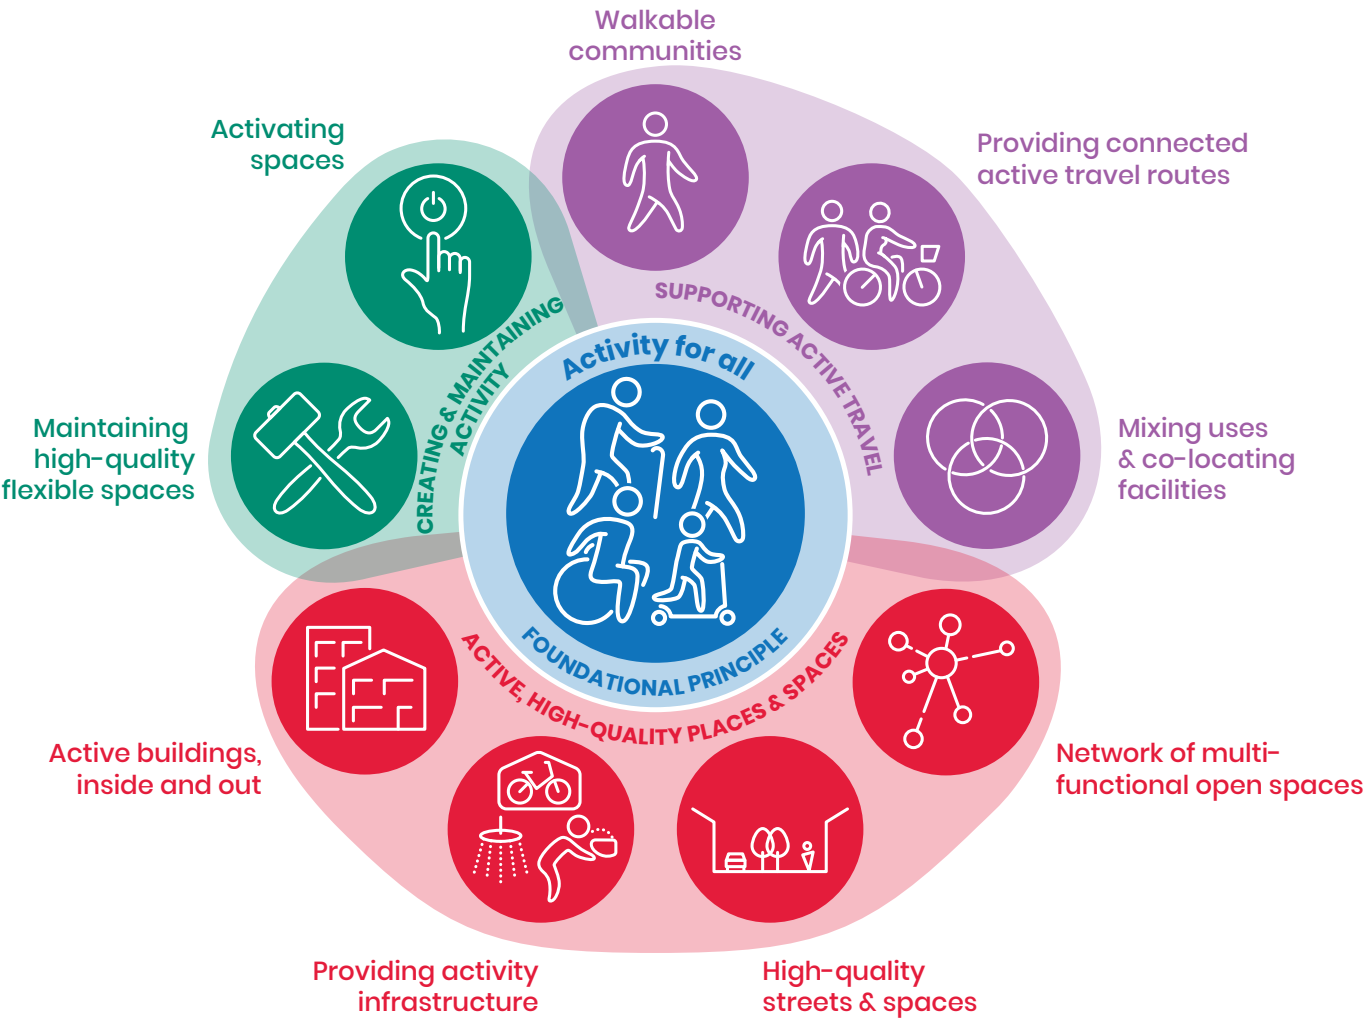 Walkable
communities
Providing connected
active travel routes
Mixing uses
& co-locating
facilities
Network of multi-
functional open spaces
High-quality
streets & spaces
Providing activity
infrastructure
Active buildings,
inside and out
Maintaining
high-quality
flexible spaces
Activating
spaces
SUPPORTING ACTIVE TRAVEL
ACTIVE, HIGH-QUALITY PLACES & SPACES
CREATING & MAINTAINING
ACTIVITY
Activity for all
FOUNDATIONAL PRINCIPLE